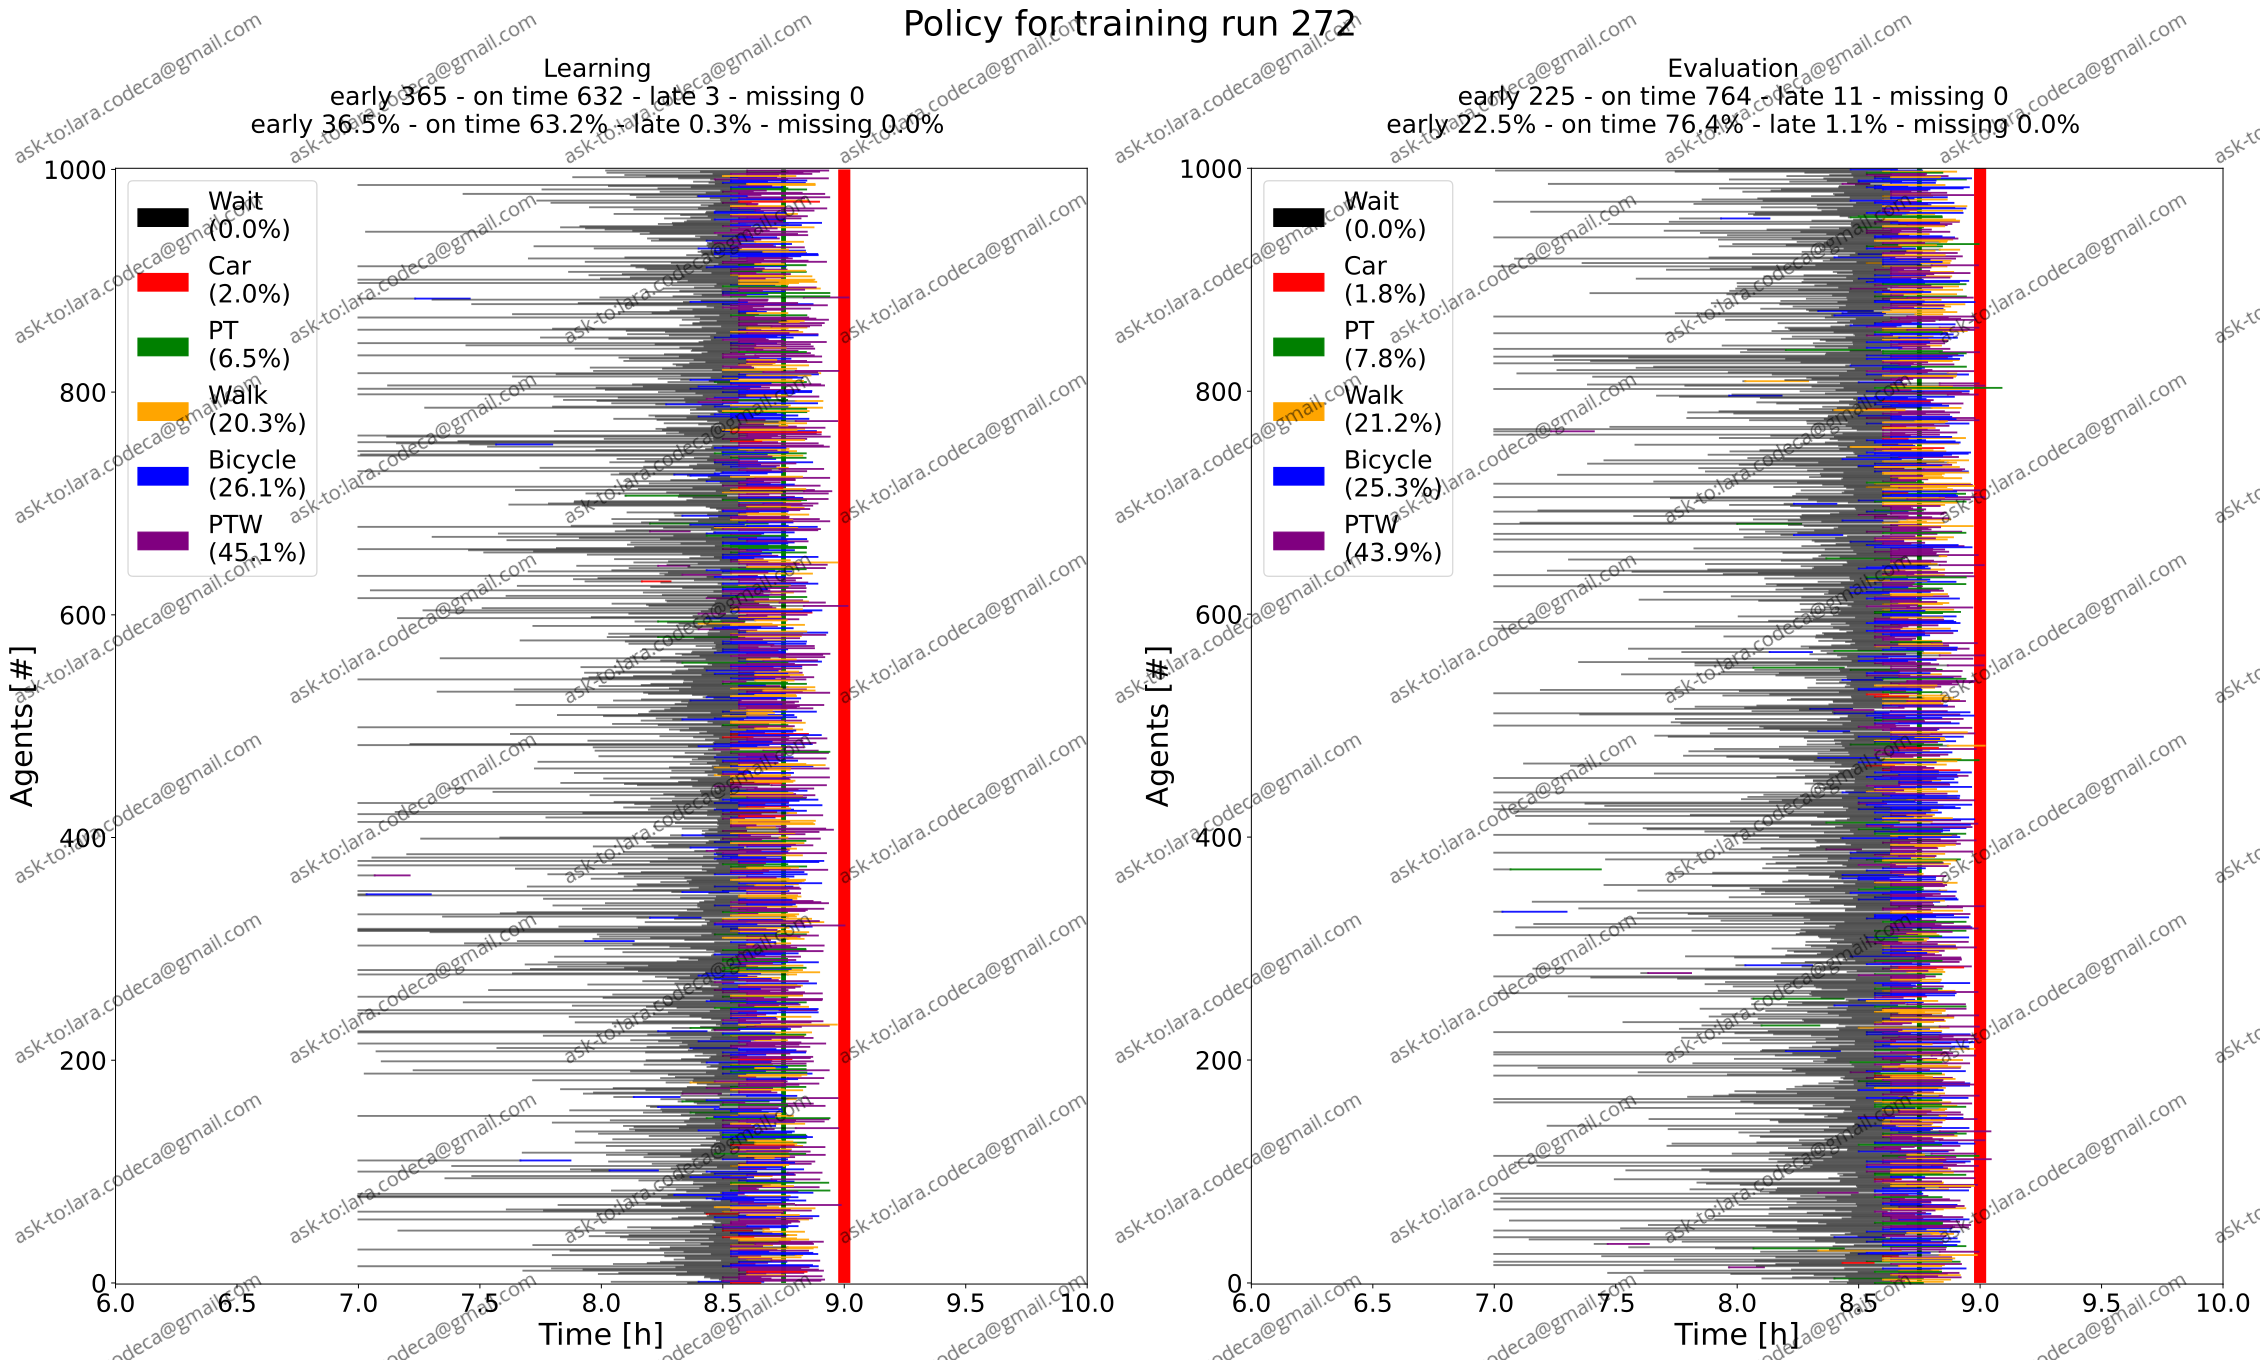 Policy for training run 272
Learning
early 365 - on time 632 - late 3 - missing 0
early 36.5% - on time 63.2% - late 0.3% - missing 0.0%
Evaluation
early 225 - on time 764 - late 11 - missing 0
early 22.5% - on time 76.4% - late 1.1% - missing 0.0%
Agents [#]
1000
800
600
400
200
0
Wait
(0.0%)
Car
(2.0%)
PT
(6.5%)
Walk
(20.3%)
Bicycle
(26.1%)
PTW
(45.1%)
6.0 6.5 7.0 7.5 8.0 8.5 9.0 9.5 10.0
Time [h]
Agents [#]
1000
800
600
400
200
0
Wait
(0.0%)
Car
(1.8%)
PT
(7.8%)
Walk
(21.2%)
Bicycle
(25.3%)
PTW
(43.9%)
6.0 6.5 7.0 7.5 8.0 8.5 9.0 9.5 10.0
Time [h]
ask-to:lara.codeca@gmail.com